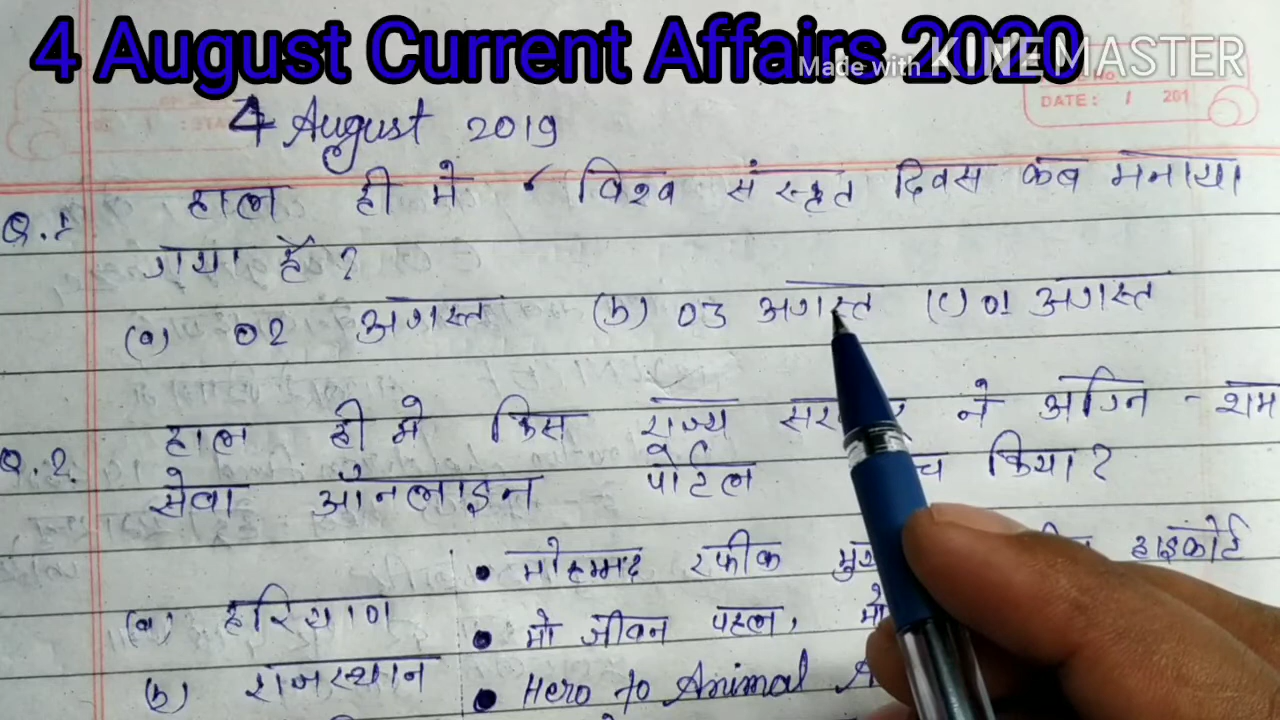 4 August Current Affairs 2020
Made with KINEMASTER
DATE: / 201
4 August 2019
Q.1 हाल ही मे विश्व संस्कृत दिवस कब मनाया
गया है?
(a) 02 अगस्त (b) 03 अगस्त (c) 01 अगस्त
Q.2 हाल ही मे किस राज्य सरकार ने अग्नि - शम
सेवा ऑनलाइन पोर्टल च किया?
• मोहम्मद रफीक हाइकोर्ट
(a) हरियाणा • मो जीवन पहल,
(b) राजस्थान • Hero to Animal A